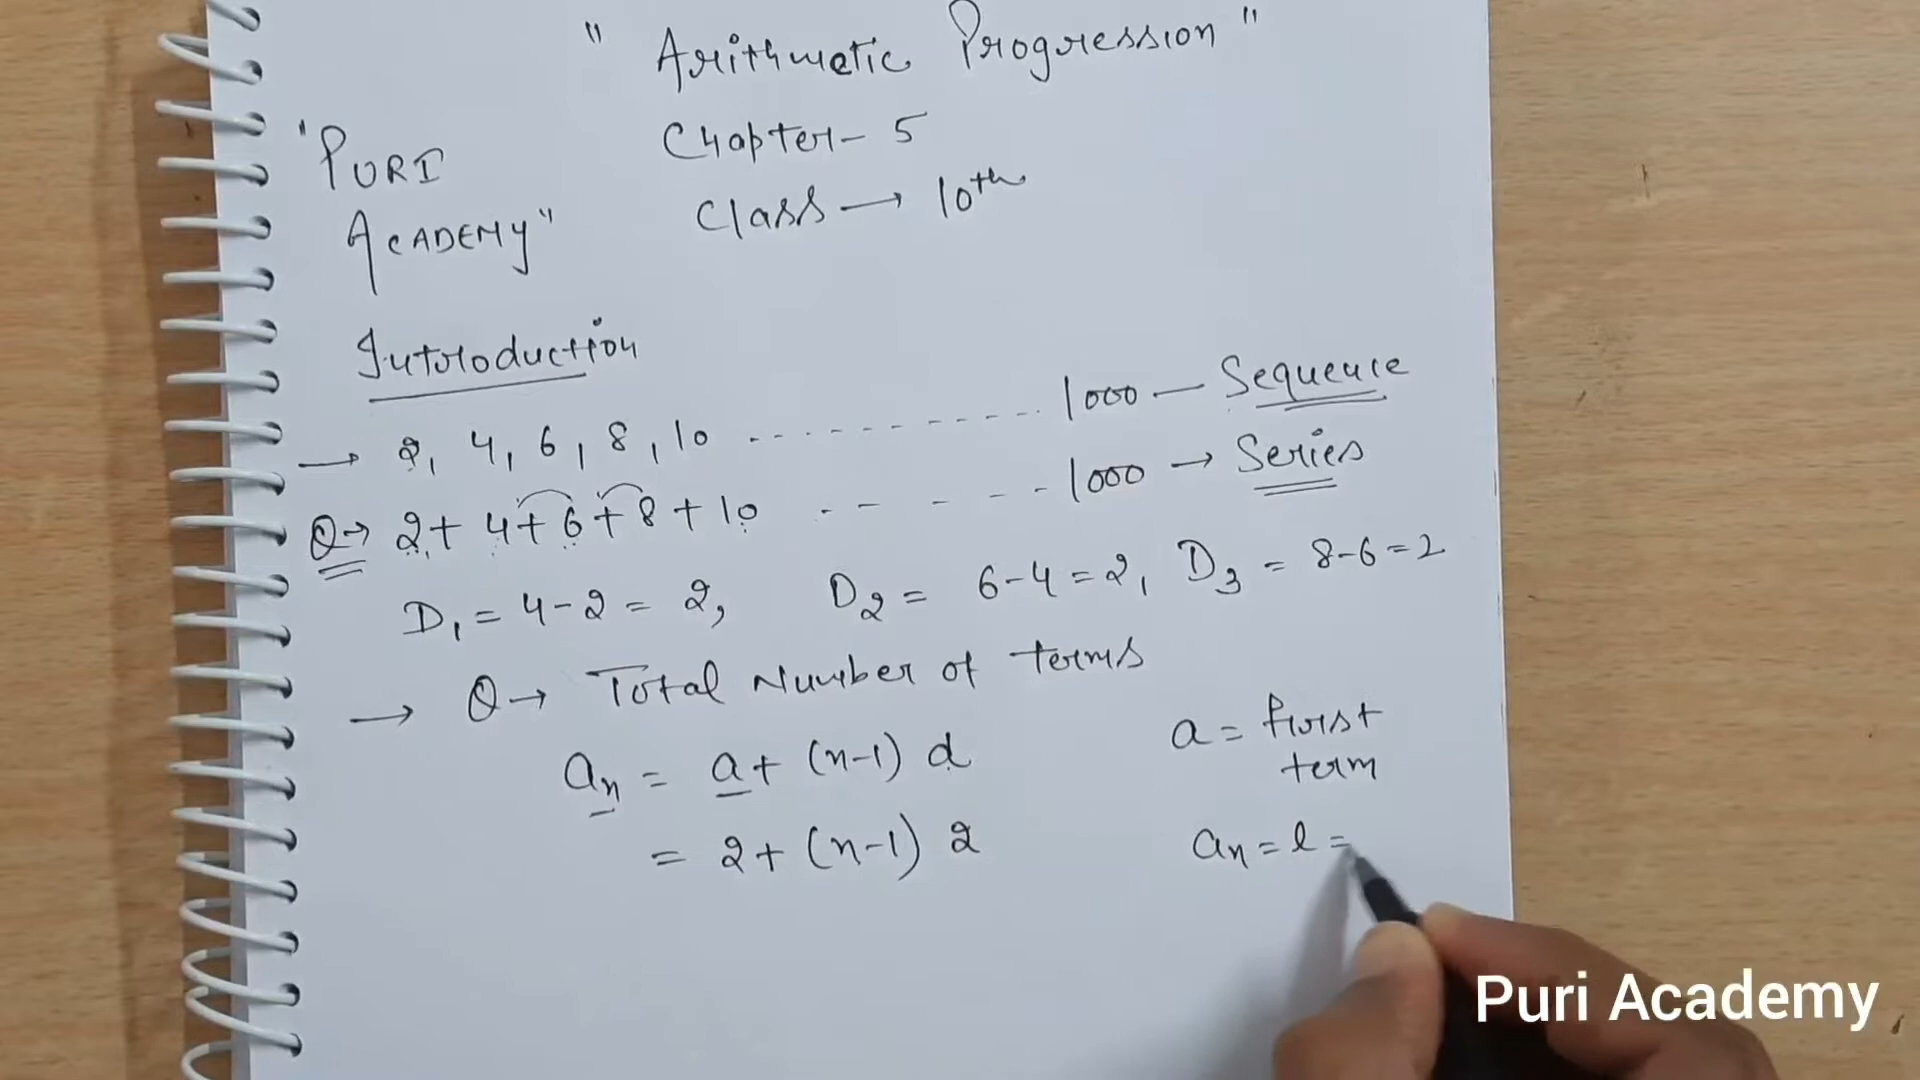 " Arithmetic Progression "
"PURI
ACADEMY"
Chapter- 5
Class → 10th
Introduction
→ 2, 4, 6, 8, 10 ------------ 1000 — Sequence
Q→ 2+ 4+6+8+10 . - - - - - 1000 → Series
D1 = 4-2 = 2, D2 = 6-4=2, D3 = 8-6=2
→ Q→ Total Number of terms
an = a+ (n-1) d
= 2+ (n-1) 2
a = first
term
an = l =
Puri Academy